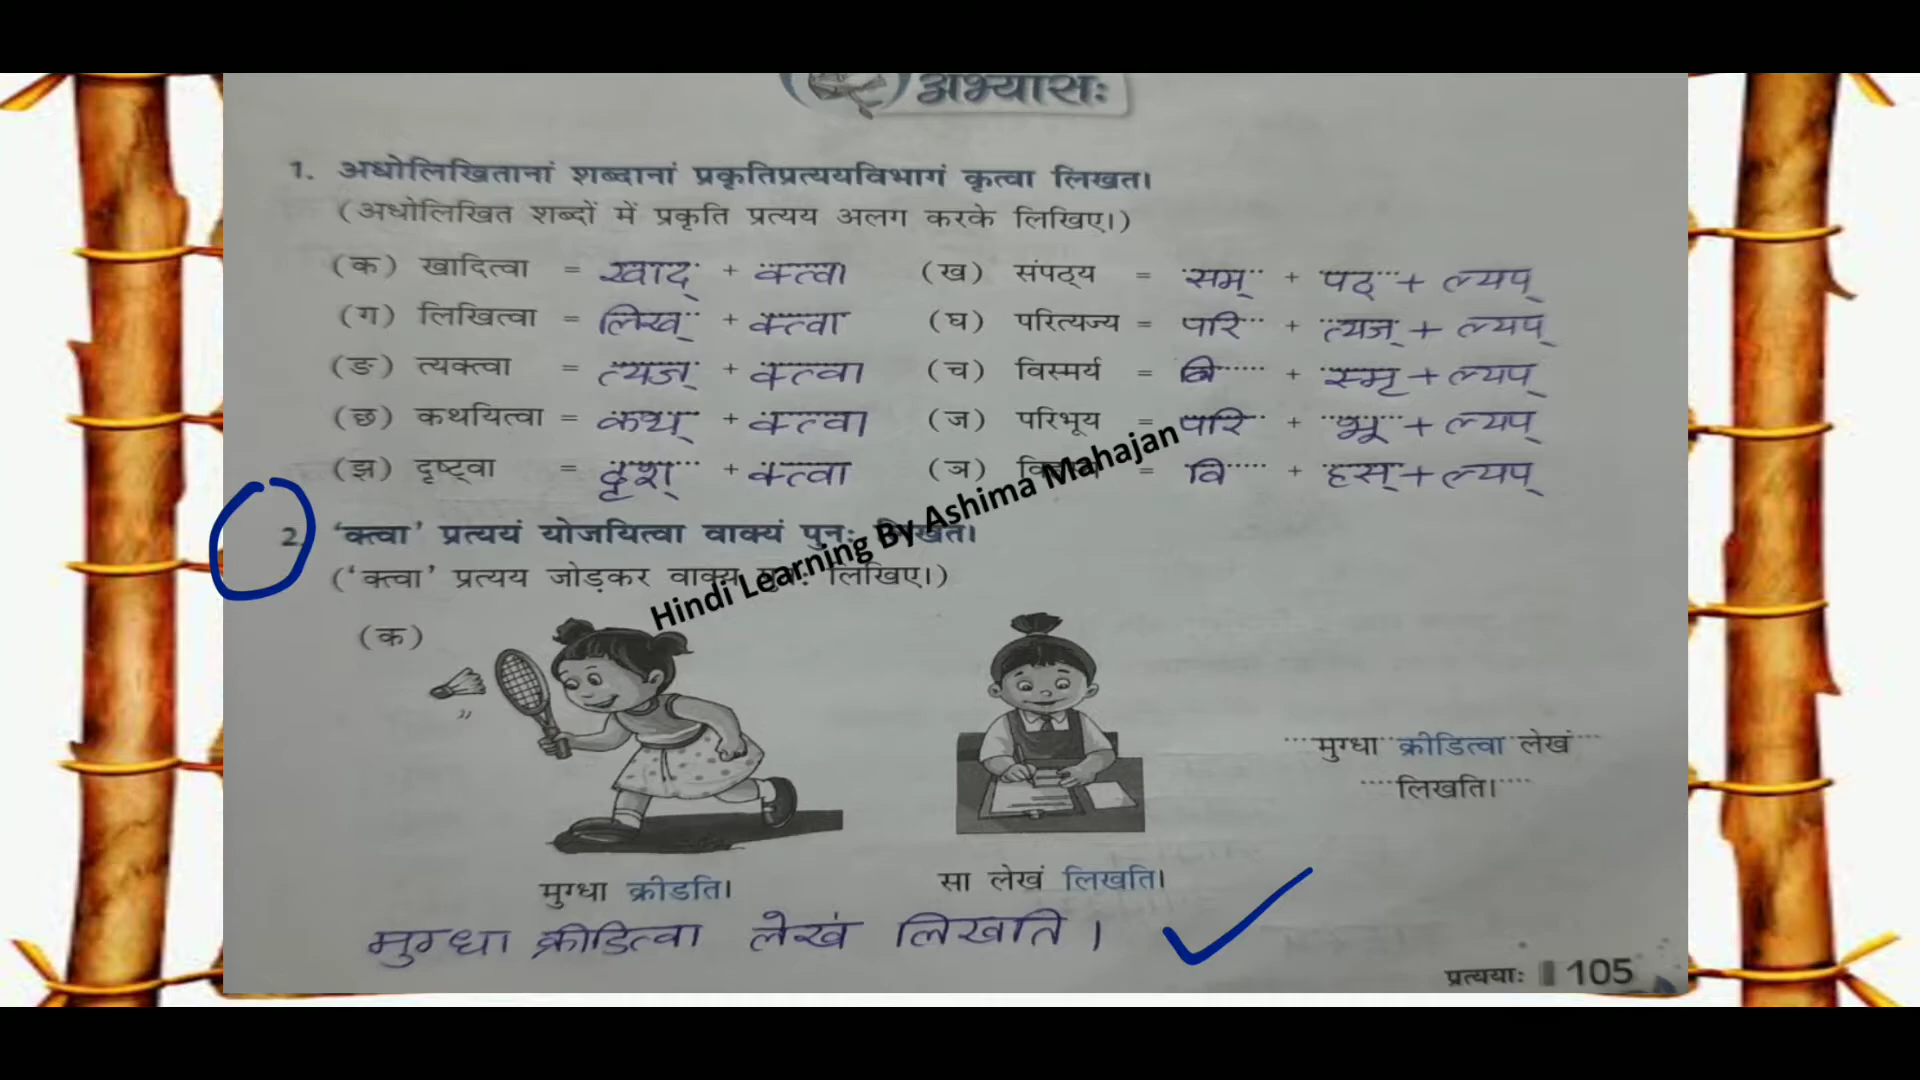 अभ्यासः
1. अधोलिखितानां शब्दानां प्रकृतिप्रत्ययविभागं कृत्वा लिखत।
(अधोलिखित शब्दों में प्रकृति प्रत्यय अलग करके लिखिए।)
(क) खादित्वा = खाद् + क्त्वा (ख) संपठ्य = सम् + पठ् + ल्यप्
(ग) लिखित्वा = लिख् + क्त्वा (घ) परित्यज्य = परि + त्यज् + ल्यप्
(ङ) त्यक्त्वा = त्यज् + क्त्वा (च) विस्मर्य = वि + स्मृ + ल्यप्
(छ) कथयित्वा = कथ् + क्त्वा (ज) परिभूय = परि + भू + ल्यप्
(झ) दृष्ट्वा = दृश् + क्त्वा (ञ) = वि + हस् + ल्यप्
2. 'क्त्वा' प्रत्ययं योजयित्वा वाक्यं पुनः लिखत।
('क्त्वा' प्रत्यय जोड़कर वाक्य पुनः लिखिए।)
Hindi Learning By Ashima Mahajan
(क)
मुग्धा क्रीडित्वा लेखं
लिखति।
मुग्धा क्रीडति। सा लेखं लिखति।
मुग्धा क्रीडित्वा लेखं लिखति।
प्रत्ययाः 105